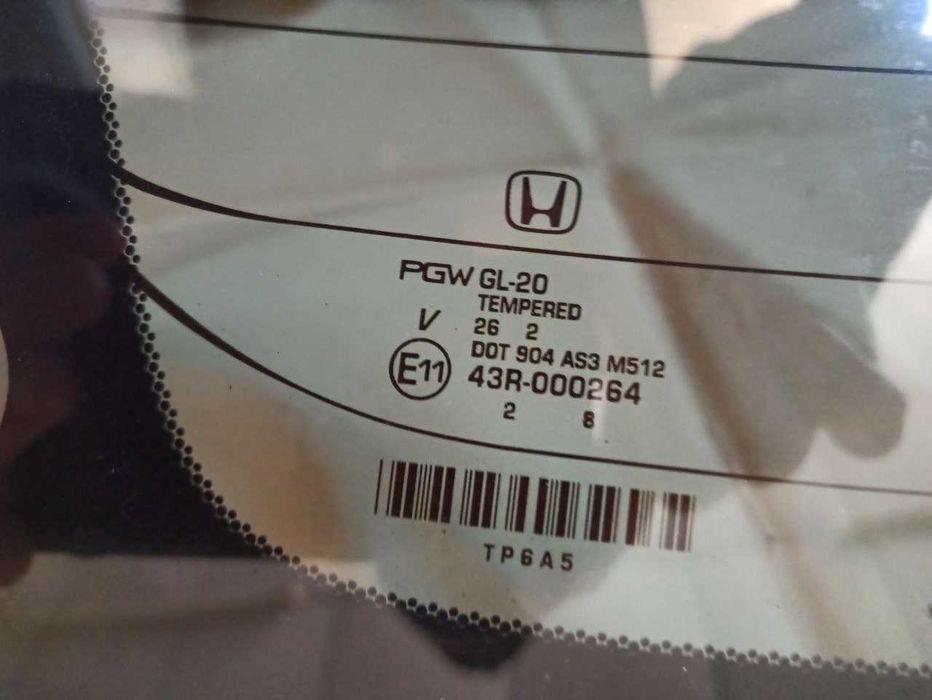 PGW GL-20
TEMPERED
V 26 2
DOT 904 AS3 M512
E11 43R-000264
2 8
TP6A5